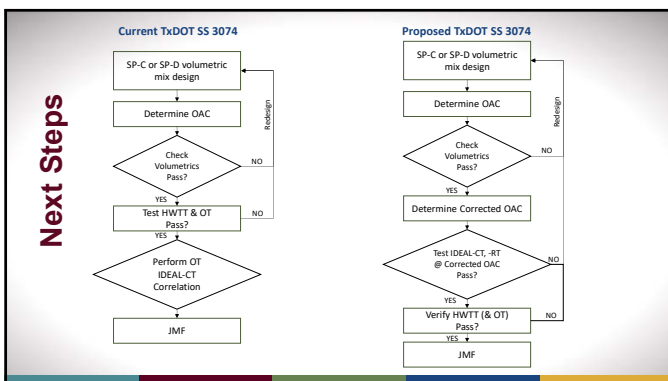 Next Steps
Current TxDOT SS 3074
SP-C or SP-D volumetric
mix design
Determine OAC
Check
Volumetrics
Pass?
NO
YES
Test HWTT & OT
Pass?
NO
YES
Perform OT
IDEAL-CT
Correlation
JMF
Redesign
Proposed TxDOT SS 3074
SP-C or SP-D volumetric
mix design
Determine OAC
Check
Volumetrics
Pass?
NO
YES
Determine Corrected OAC
Test IDEAL-CT, -RT
@ Corrected OAC
Pass?
NO
YES
Verify HWTT (& OT)
Pass?
NO
YES
JMF
Redesign